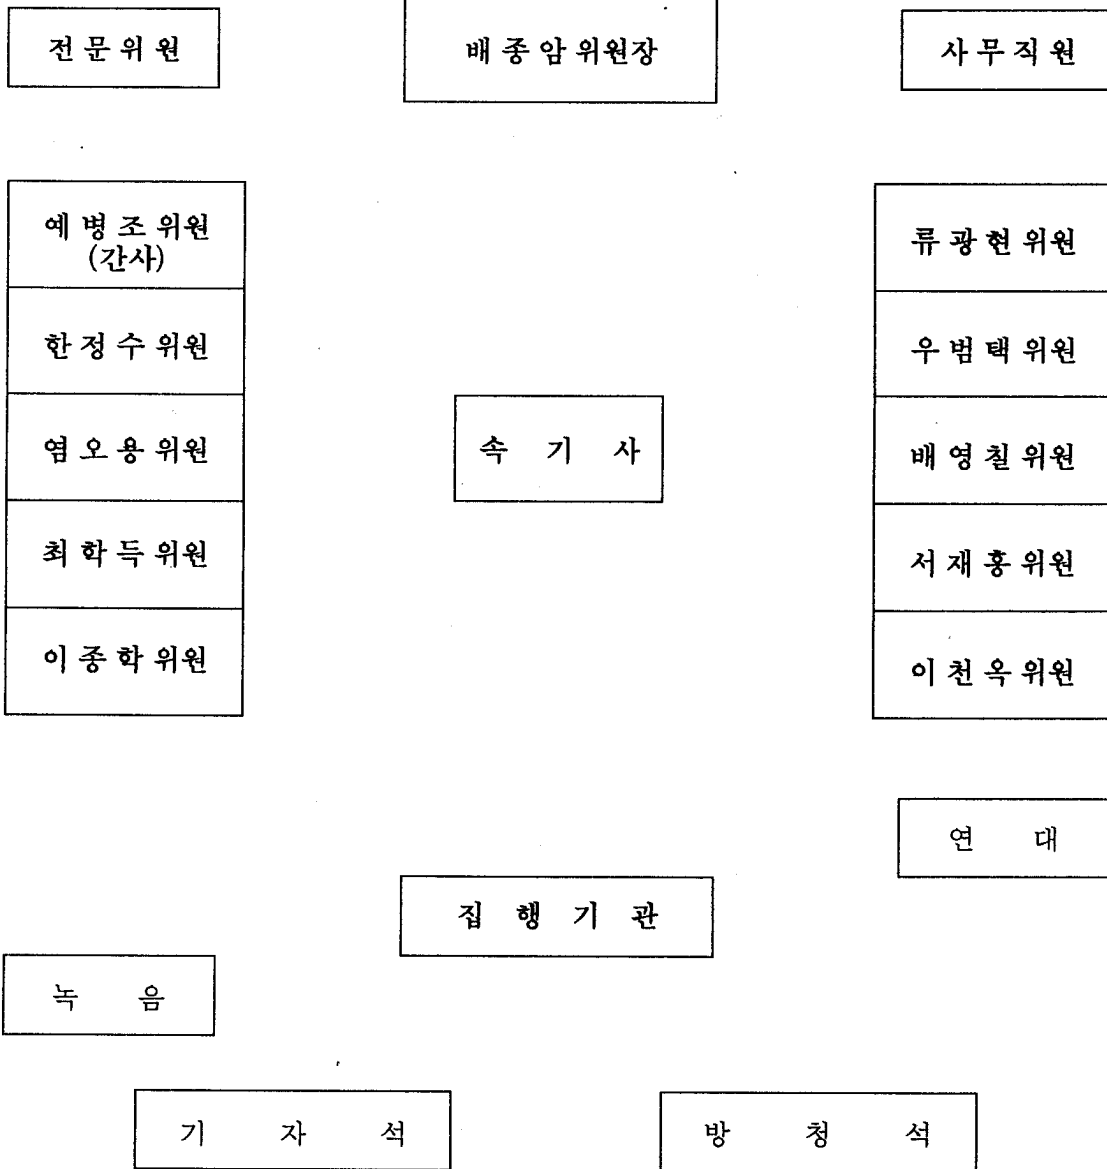 전문위원
배종암위원장
사무직원
예병조위원
(간사)
한정수위원
염오용위원
최학득위원
이종학위원
속기사
류광현위원
우범택위원
배영칠위원
서재홍위원
이천옥위원
연대
집행기관
녹음
기자석
방청석